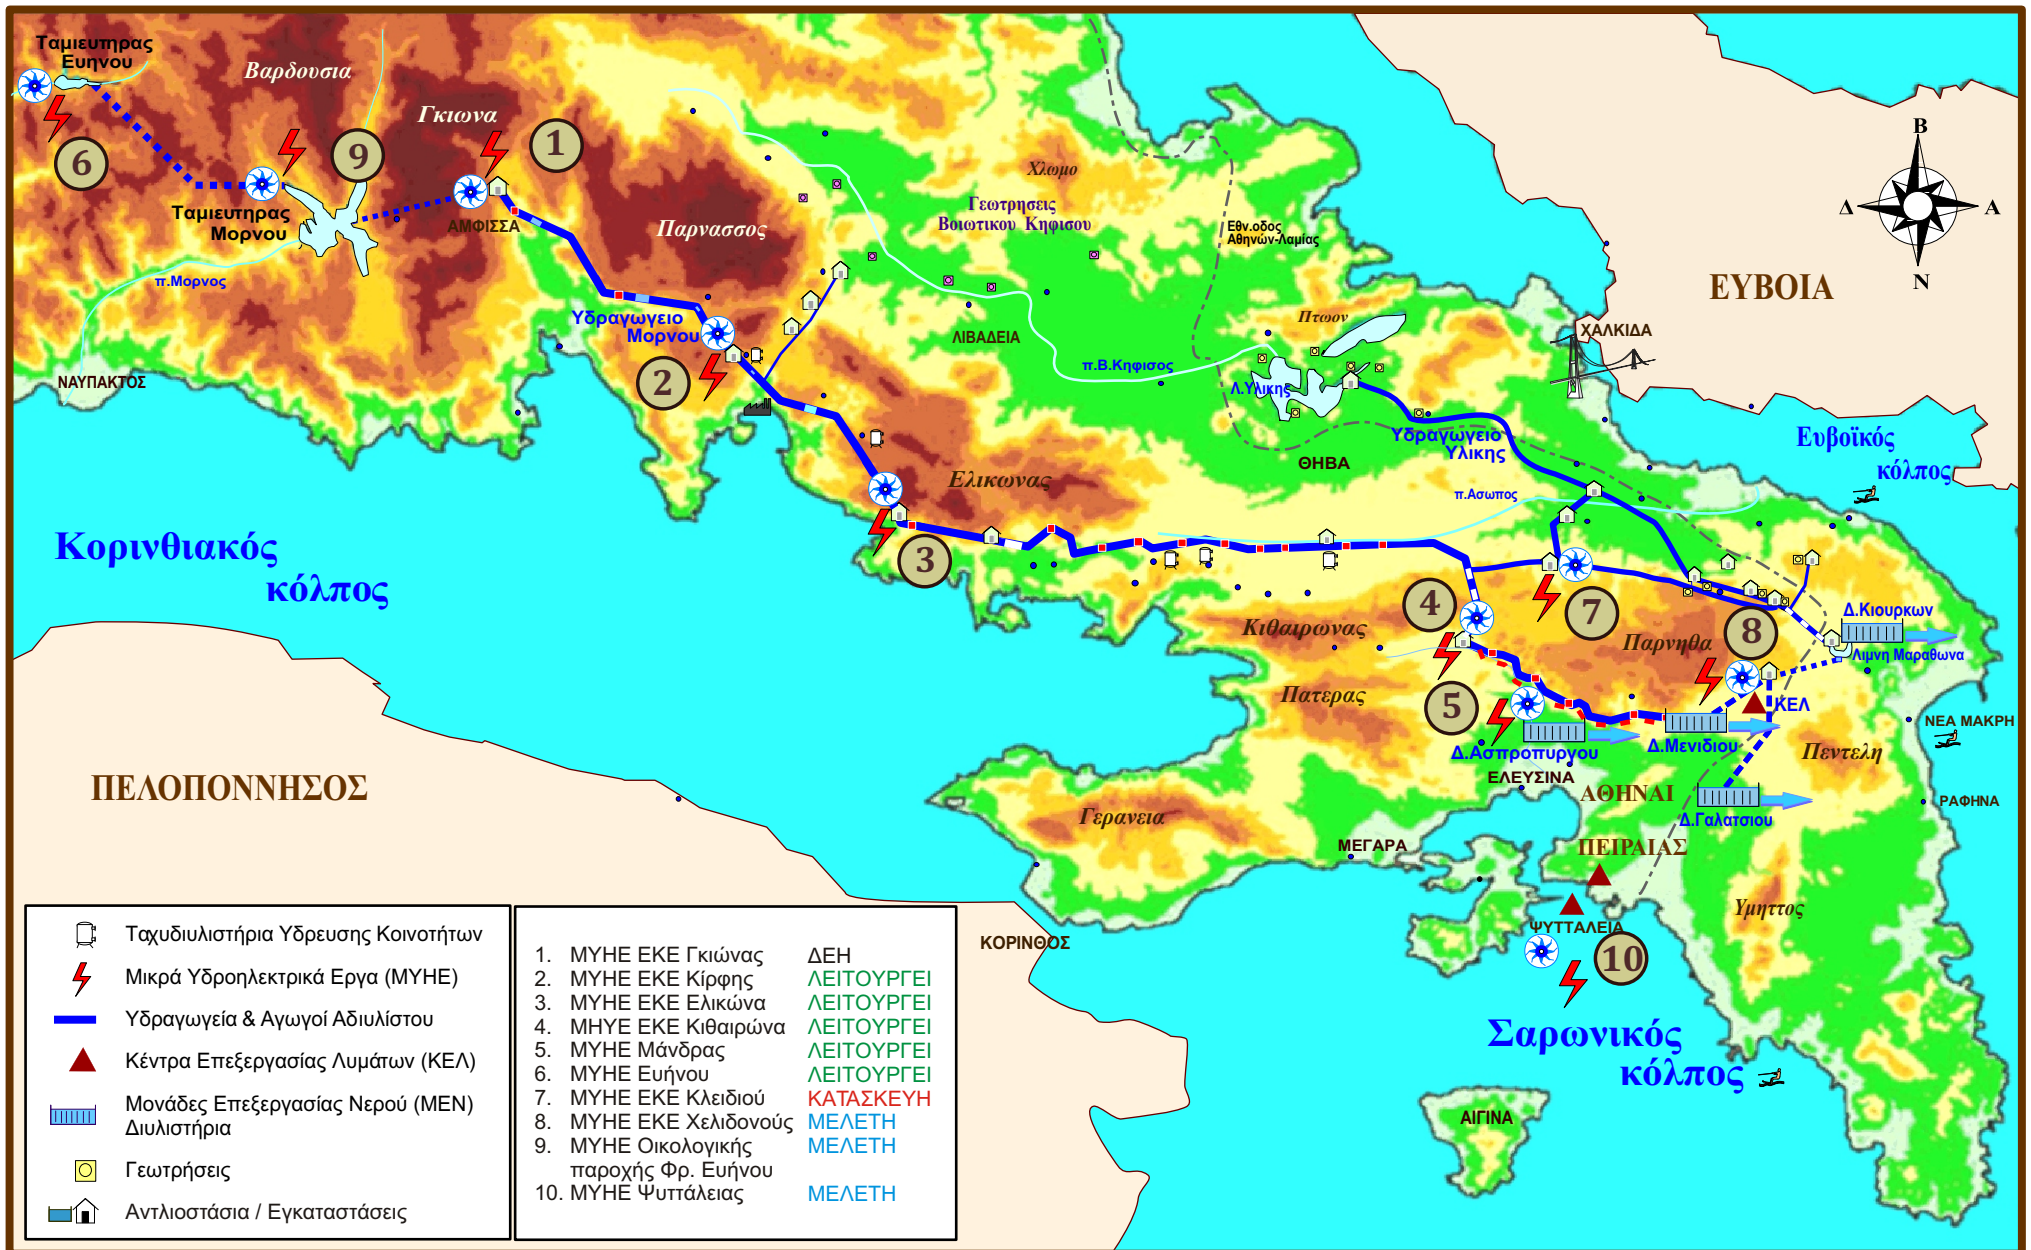 Ταμιευτηρας
Ευηνου
Βαρδουσια
Γκιωνα
1
9
6
Ταμιευτηρας
Μορνου
ΑΜΦΙΣΣΑ
π.Μορνος
Παρνασσος
Χλωμο
Γεωτρησεις
Βοιωτικου Κηφισου
Εθν.οδος
Αθηνών-Λαμίας
Β
Δ
Α
Ν
ΕΥΒΟΙΑ
Υδραγωγειο
Μορνου
2
ΝΑΥΠΑΚΤΟΣ
ΛΙΒΑΔΕΙΑ
π.Β.Κηφισος
Πτωον
Λ.Υλικης
ΧΑΛΚΙΔΑ
Υδραγωγειο
Υλικης
ΘΗΒΑ
Ευβοϊκός
κόλπος
Ελικωνας
π.Ασωπος
Κορινθιακός
κόλπος
3
4
7
8
Κιθαιρωνας
Παρνηθα
Δ.Κιουρκων
Λιμνη Μαραθωνα
Πατερας
5
ΚΕΛ
ΝΕΑ ΜΑΚΡΗ
Δ.Ασπροπυργου
Δ.Μενιδιου
Πεντελη
ΕΛΕΥΣΙΝΑ
ΑΘΗΝΑΙ
ΡΑΦΗΝΑ
Δ.Γαλατσιου
ΠΕΛΟΠΟΝΝΗΣΟΣ
Γερανεια
ΜΕΓΑΡΑ
ΠΕΙΡΑΙΑΣ
Υμηττος
ΨΥΤΤΑΛΕΙΑ
10
ΚΟΡΙΝΘΟΣ
Σαρωνικός
κόλπος
ΑΙΓΙΝΑ
Ταχυδιυλιστήρια Υδρευσης Κοινοτήτων
Μικρά Υδροηλεκτρικά Εργα (ΜΥΗΕ)
Υδραγωγεία & Αγωγοί Αδιυλίστου
Κέντρα Επεξεργασίας Λυμάτων (ΚΕΛ)
Μονάδες Επεξεργασίας Νερού (ΜΕΝ)
Διυλιστήρια
Γεωτρήσεις
Αντλιοστάσια / Εγκαταστάσεις
1. ΜΥΗΕ ΕΚΕ Γκιώνας ΔΕΗ
2. ΜΥΗΕ ΕΚΕ Κίρφης ΛΕΙΤΟΥΡΓΕΙ
3. ΜΥΗΕ ΕΚΕ Ελικώνα ΛΕΙΤΟΥΡΓΕΙ
4. ΜΗΥΕ ΕΚΕ Κιθαιρώνα ΛΕΙΤΟΥΡΓΕΙ
5. ΜΥΗΕ Μάνδρας ΛΕΙΤΟΥΡΓΕΙ
6. ΜΥΗΕ Ευήνου ΛΕΙΤΟΥΡΓΕΙ
7. ΜΥΗΕ ΕΚΕ Κλειδιού ΚΑΤΑΣΚΕΥΗ
8. ΜΥΗΕ ΕΚΕ Χελιδονούς ΜΕΛΕΤΗ
9. ΜΥΗΕ Οικολογικής ΜΕΛΕΤΗ
παροχής Φρ. Ευήνου
10. ΜΥΗΕ Ψυττάλειας ΜΕΛΕΤΗ